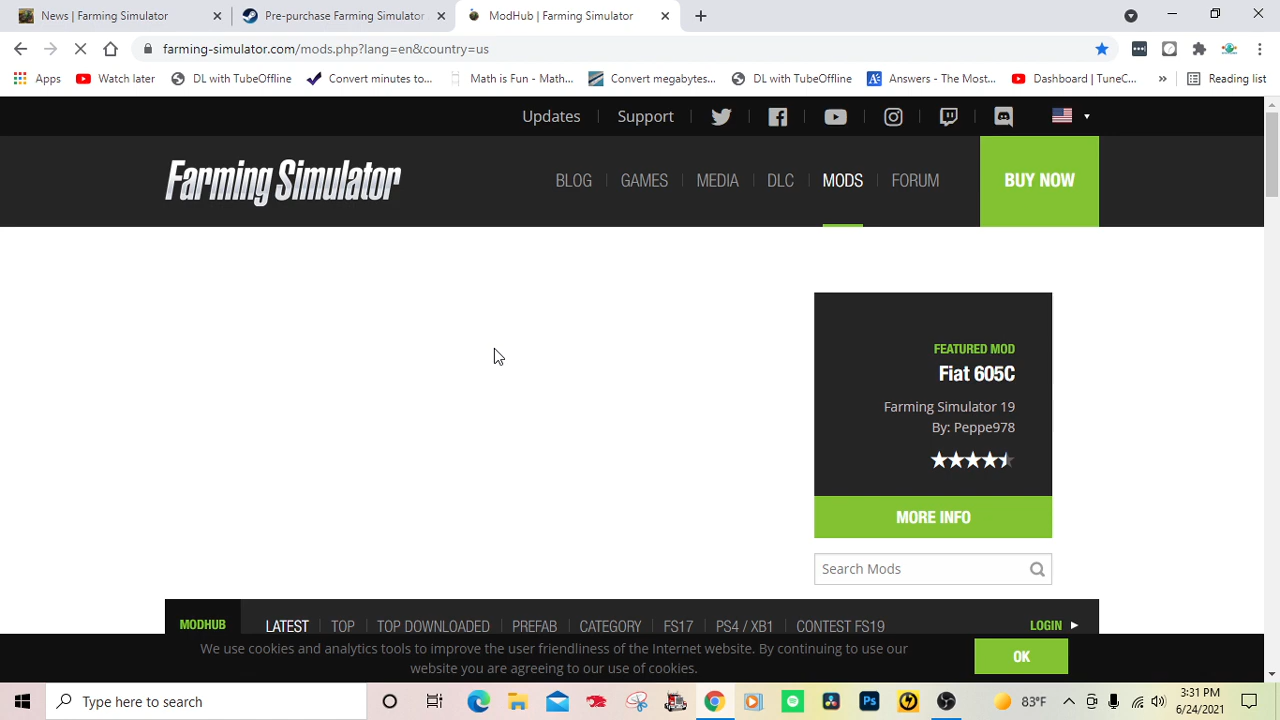 News | Farming Simulator
Pre-purchase Farming Simulator
ModHub | Farming Simulator
farming-simulator.com/mods.php?lang=en&country=us
Apps
Watch later
DL with TubeOffline
Convert minutes to...
Math is Fun - Math...
Convert megabytes...
DL with TubeOffline
Answers - The Most...
Dashboard | TuneC...
»
Reading list
Updates
Support
Farming Simulator
BLOG
GAMES
MEDIA
DLC
MODS
FORUM
BUY NOW
FEATURED MOD
Fiat 605C
Farming Simulator 19
By: Peppe978
MORE INFO
Search Mods
MODHUB
LATEST
TOP
TOP DOWNLOADED
PREFAB
CATEGORY
FS17
PS4 / XB1
CONTEST FS19
LOGIN
We use cookies and analytics tools to improve the user friendliness of the Internet website. By continuing to use our
website you are agreeing to our use of cookies.
OK
Type here to search
Ps
83°F
3:31 PM
6/24/2021